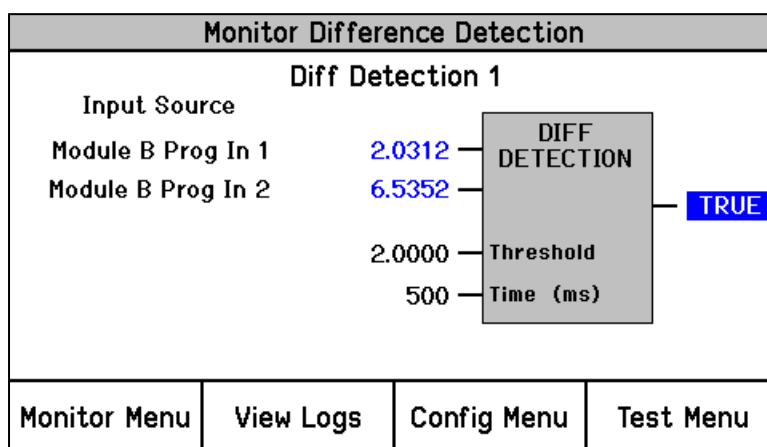 Monitor Difference Detection
Diff Detection 1
Input Source
Module B Prog In 1 2.0312
Module B Prog In 2 6.5352
DIFF
DETECTION
TRUE
2.0000 Threshold
500 Time (ms)
Monitor Menu View Logs Config Menu Test Menu